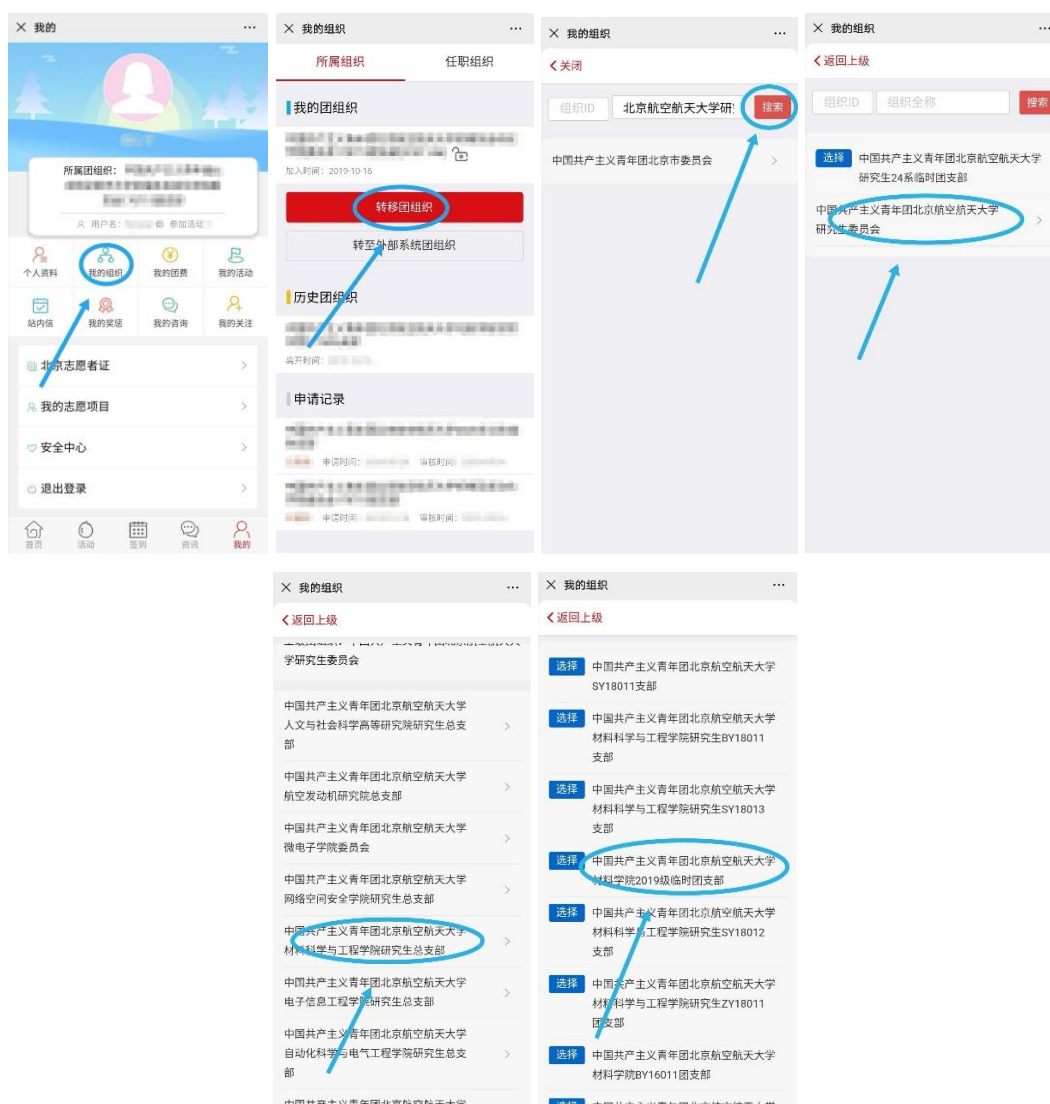 我的
所属团组织：
用户名：
参加活动
个人资料
我的组织
我的团费
我的活动
站内信
我的奖惩
我的咨询
我的关注
北京志愿者证
我的志愿项目
安全中心
退出登录
首页
活动
签到
资讯
我的
我的组织
所属组织
任职组织
我的团组织
加入时间：2019-10-16
转移团组织
转至外部系统团组织
历史团组织
离开时间：
申请记录
申请时间：
审核时间：
申请时间：
审核时间：
我的组织
关闭
组织ID
北京航空航天大学研
搜索
中国共产主义青年团北京市委员会
我的组织
返回上级
组织ID
组织全称
搜索
选择
中国共产主义青年团北京航空航天大学
研究生24系临时团支部
中国共产主义青年团北京航空航天大学
研究生委员会
我的组织
返回上级
学研究生委员会
中国共产主义青年团北京航空航天大学
人文与社会科学高等研究院研究生总支
部
中国共产主义青年团北京航空航天大学
航空发动机研究院总支部
中国共产主义青年团北京航空航天大学
微电子学院委员会
中国共产主义青年团北京航空航天大学
网络空间安全学院研究生总支部
中国共产主义青年团北京航空航天大学
材料科学与工程学院研究生总支部
中国共产主义青年团北京航空航天大学
电子信息工程学院研究生总支部
中国共产主义青年团北京航空航天大学
自动化科学与电气工程学院研究生总支
部
我的组织
返回上级
选择
中国共产主义青年团北京航空航天大学
SY18011支部
选择
中国共产主义青年团北京航空航天大学
材料科学与工程学院研究生BY18011
支部
选择
中国共产主义青年团北京航空航天大学
材料科学与工程学院研究生SY18013
支部
选择
中国共产主义青年团北京航空航天大学
材料学院2019级临时团支部
选择
中国共产主义青年团北京航空航天大学
材料科学与工程学院研究生SY18012
支部
选择
中国共产主义青年团北京航空航天大学
材料科学与工程学院研究生ZY18011
团支部
选择
中国共产主义青年团北京航空航天大学
材料学院BY16011团支部